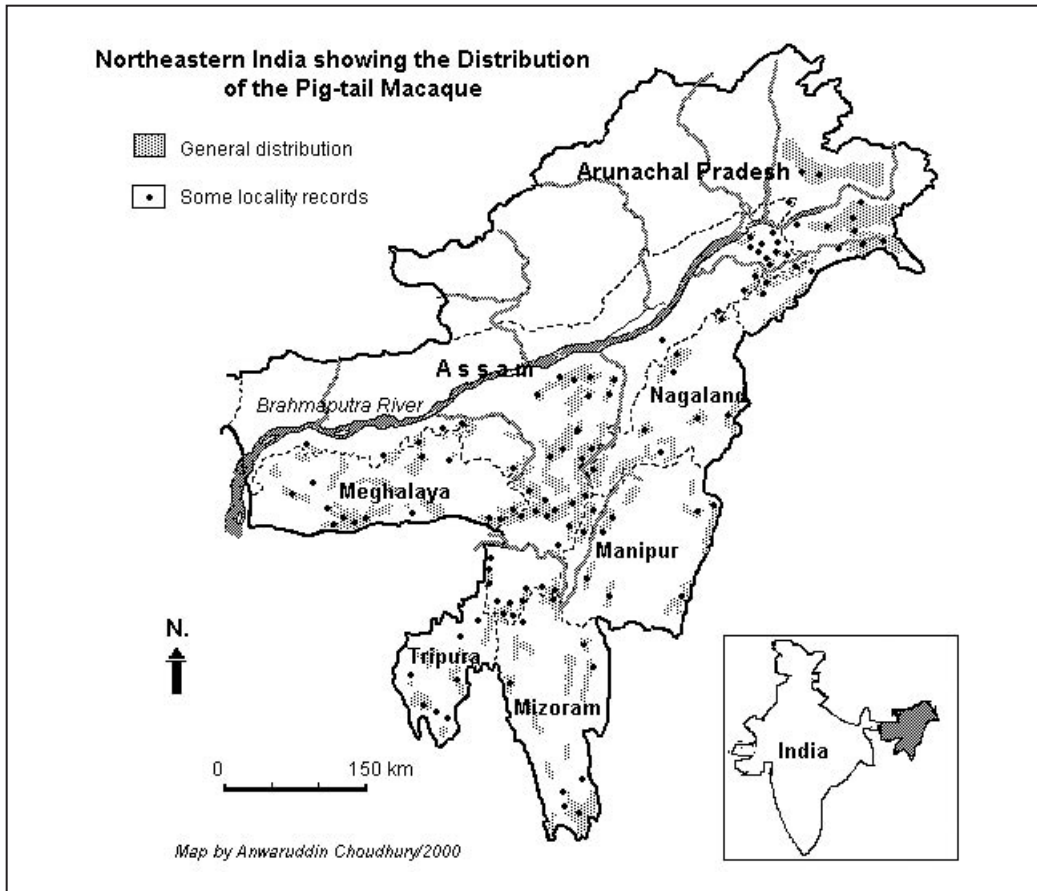 Northeastern India showing the Distribution
of the Pig-tail Macaque
General distribution
Some locality records
Arunachal Pradesh
Assam
Brahmaputra River
Nagaland
Meghalaya
Manipur
N.
Tripura
Mizoram
India
0 150 km
Map by Anwaruddin Choudhury/2000